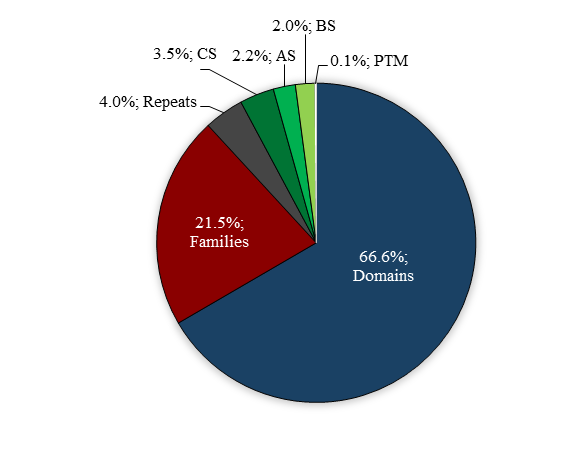 2.0%; BS
3.5%; CS
2.2%; AS
0.1%; PTM
4.0%; Repeats
21.5%;
Families
66.6%;
Domains